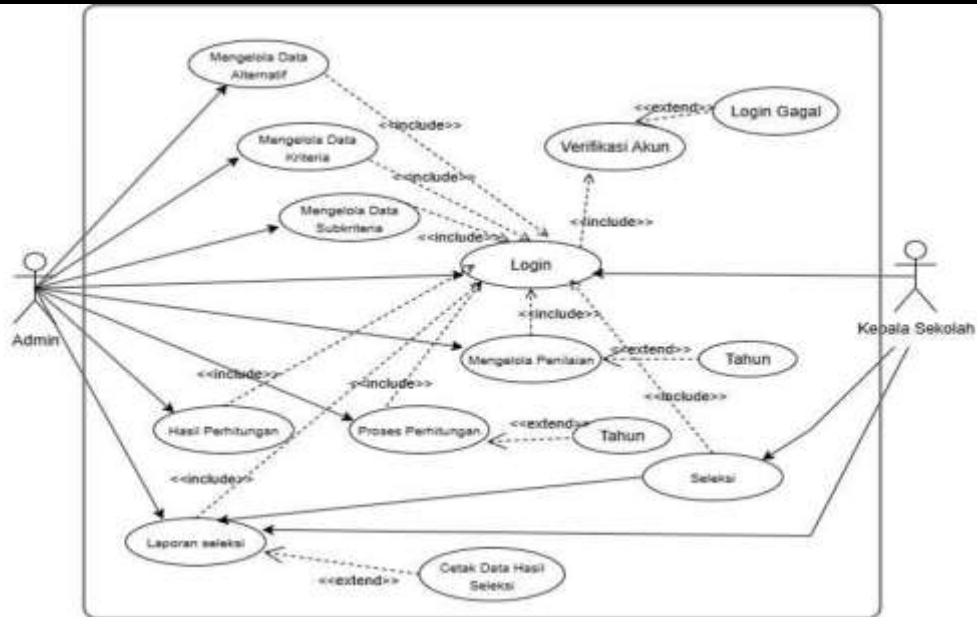 Mengelola Data
Alternatif
<<include>>
<<extend>>
Login Gagal
Verifikasi Akun
Mengelola Data
Kriteria
<<include>>
Mengelola Data
Subkriteria
<<include>>
<<include>>
Login
Admin
Kepala Sekolah
<<include>>
Mengelola Penilaian
<<extend>>
Tahun
<<include>>
<<include>>
<<include>>
Hasil Perhitungan
Proses Perhitungan
<<extend>>
Tahun
<<include>>
Seleksi
Laporan seleksi
<<extend>>
Cetak Data Hasil
Seleksi